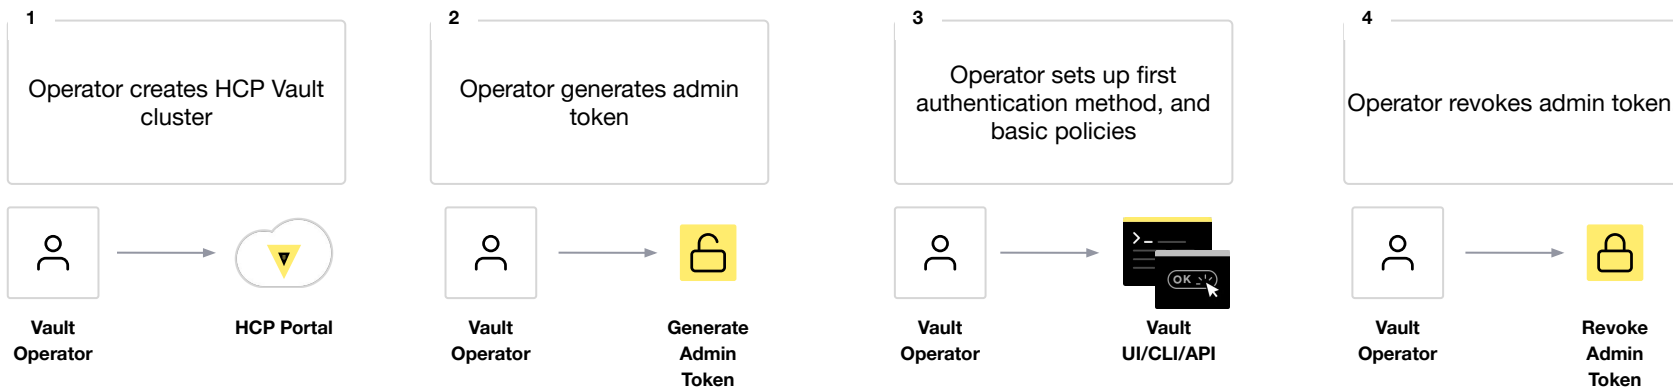 1
Operator creates HCP Vault
cluster
Vault
Operator
HCP Portal
2
Operator generates admin
token
Vault
Operator
Generate
Admin
Token
3
Operator sets up first
authentication method, and
basic policies
Vault
Operator
>_
OK
Vault
UI/CLI/API
4
Operator revokes admin token
Vault
Operator
Revoke
Admin
Token